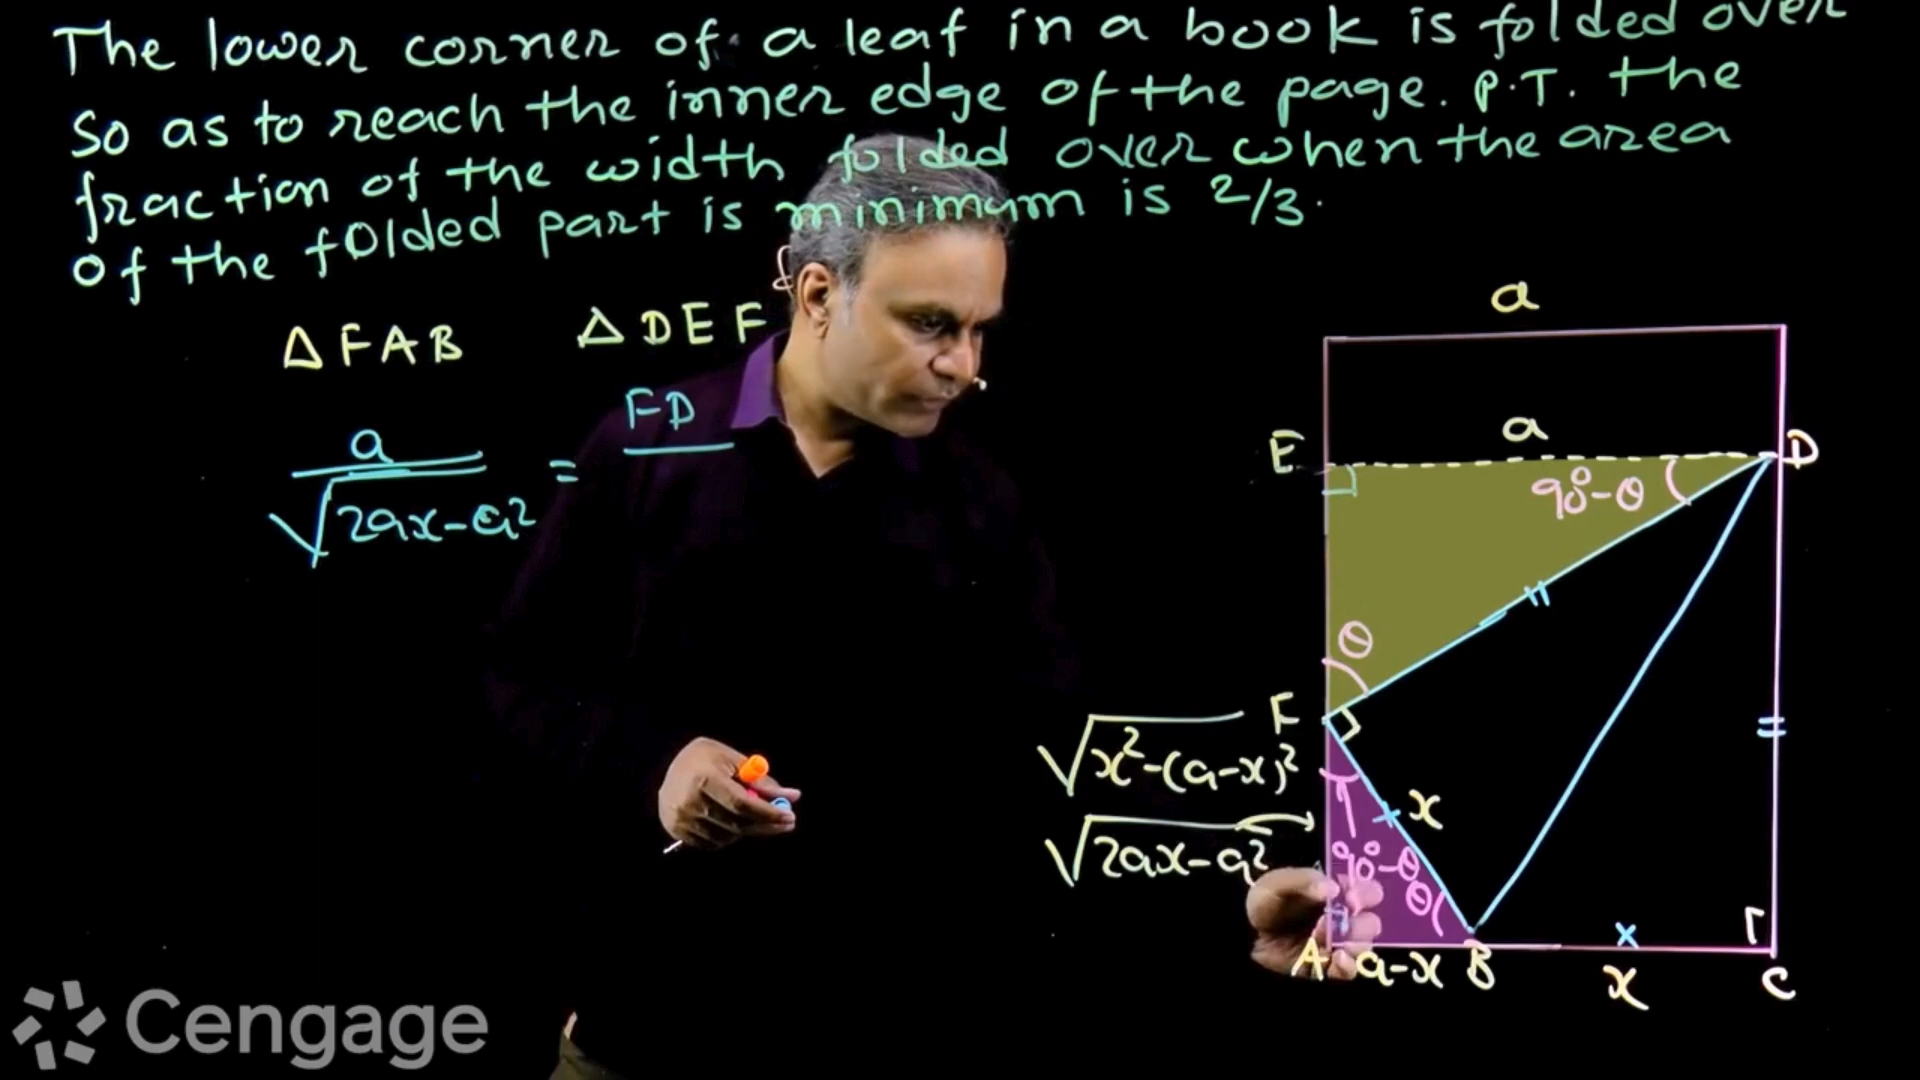 The lower corner of a leaf in a book is folded over
so as to reach the inner edge of the page. P.T. the
fraction of the width folded over when the area
of the folded part is minimum is 2/3.
△FAB △DEF
a/√(2ax-a²) = FD
a
E a D
90°-θ
θ
F
√(x²-(a-x)²)
x
√(2ax-a²)
90°-θ
θ
A a-x B x C
Cengage